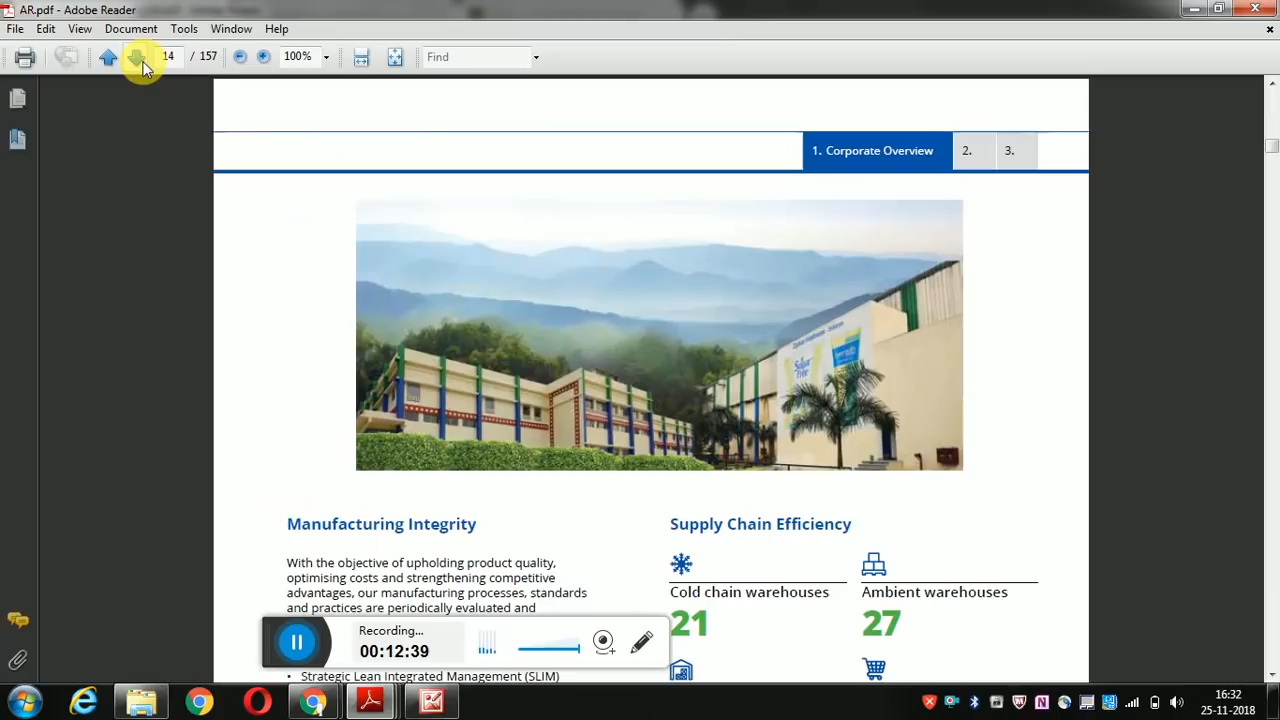 AR.pdf - Adobe Reader
File Edit View Document Tools Window Help
14 / 157 100% Find
1. Corporate Overview 2. 3.
Sugar
Free
Manufacturing Integrity
With the objective of upholding product quality,
optimising costs and strengthening competitive
advantages, our manufacturing processes, standards
and practices are periodically evaluated and
Strategic Lean Integrated Management (SLIM)
Supply Chain Efficiency
Cold chain warehouses
21
Ambient warehouses
27
Recording...
00:12:39
16:32
25-11-2018